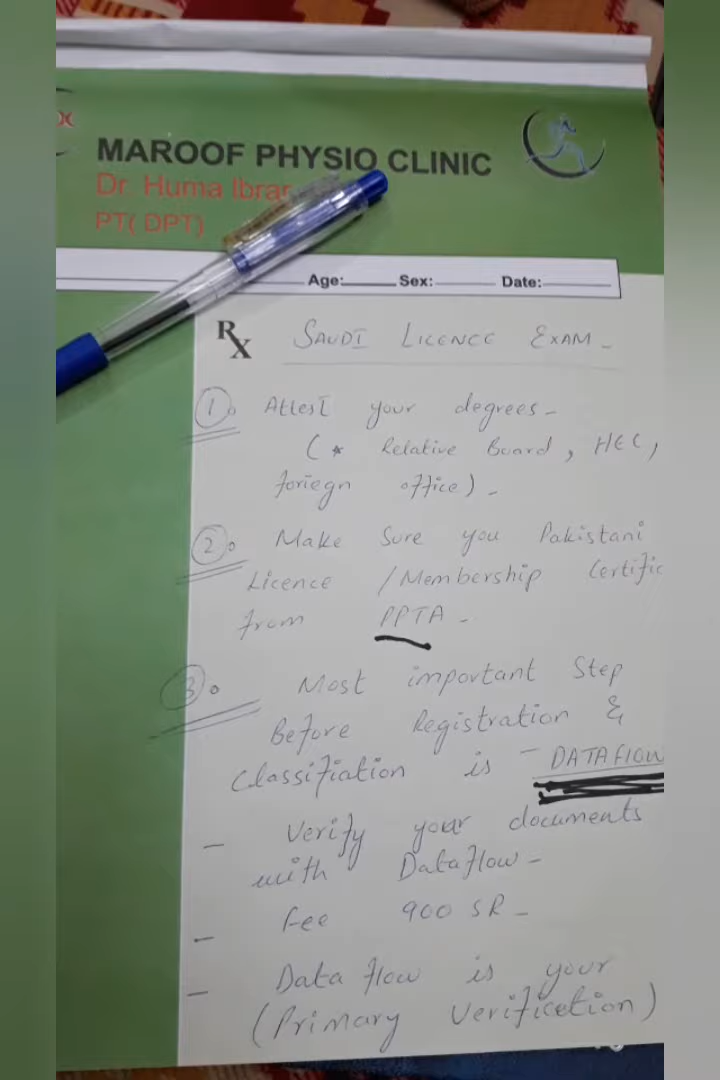 MAROOF PHYSIO CLINIC
Dr. Huma Ibrar
PT( DPT)
Age: Sex: Date:
Rx SAUDI LICENCE EXAM -
1 Attest your degrees -
(* Relative Board, HEC,
foriegn office) -
2 Make Sure you Pakistani
Licence / Membership Certific
from PPTA -
3 Most important Step
Before Registration &
Classifiation is - DATAFLOW
- Verify your documents
with Dataflow -
- Fee 900 SR -
- Data flow is your
(Primary Verification)